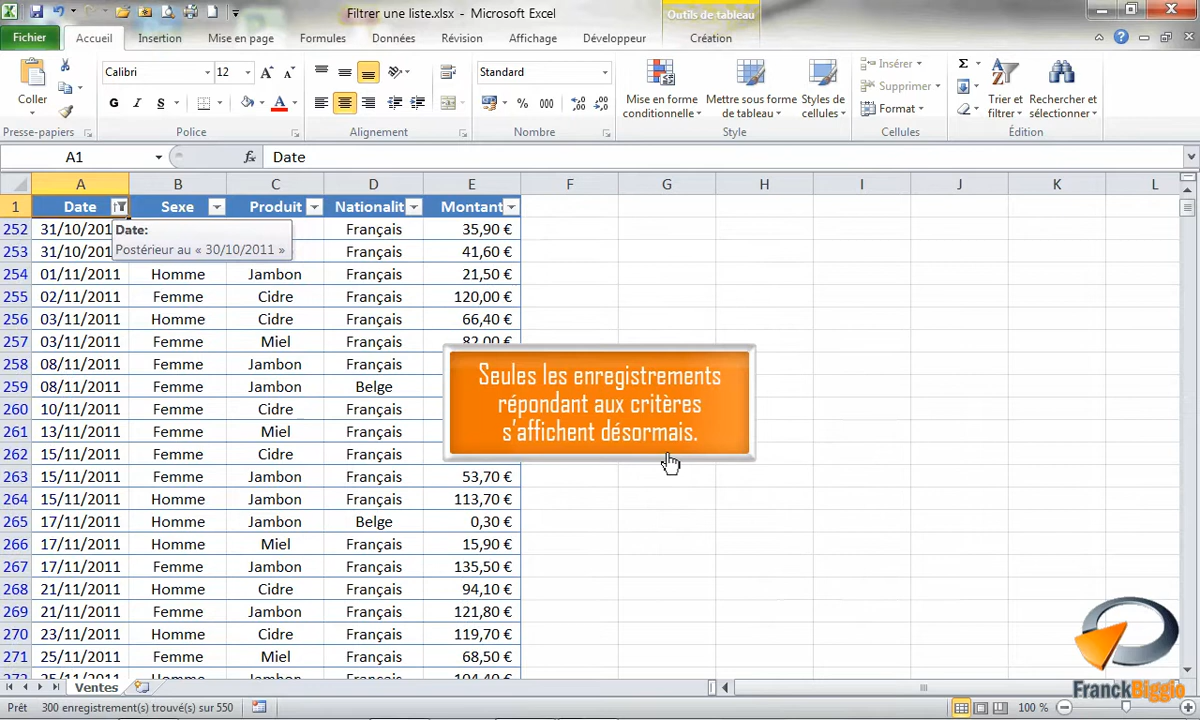 Filtrer une liste.xlsx - Microsoft Excel
Outils de tableau
Fichier Accueil Insertion Mise en page Formules Données Révision Affichage Développeur Création
Coller
Presse-papiers
Calibri 12
G I S
Police
Alignement
Standard
% 000
Nombre
Mise en forme conditionnelle
Mettre sous forme de tableau
Styles de cellules
Style
Insérer
Supprimer
Format
Cellules
Trier et filtrer
Rechercher et sélectionner
Édition
A1 fx Date
A B C D E F G H I J K L
1 Date Sexe Produit Nationalit Montant
252 31/10/201 Français 35,90 €
253 31/10/201 Français 41,60 €
Date:
Postérieur au « 30/10/2011 »
254 01/11/2011 Homme Jambon Français 21,50 €
255 02/11/2011 Femme Cidre Français 120,00 €
256 03/11/2011 Homme Cidre Français 66,40 €
257 03/11/2011 Femme Miel Français 82,00 €
258 08/11/2011 Femme Jambon Français
259 08/11/2011 Femme Jambon Belge
260 10/11/2011 Femme Cidre Français
261 13/11/2011 Femme Miel Français
262 15/11/2011 Femme Cidre Français
Seules les enregistrements
répondant aux critères
s'affichent désormais.
263 15/11/2011 Femme Jambon Français 53,70 €
264 15/11/2011 Homme Jambon Français 113,70 €
265 17/11/2011 Homme Jambon Belge 0,30 €
266 17/11/2011 Homme Miel Français 15,90 €
267 17/11/2011 Femme Jambon Français 135,50 €
268 21/11/2011 Homme Cidre Français 94,10 €
269 21/11/2011 Femme Jambon Français 121,80 €
270 23/11/2011 Homme Cidre Français 119,70 €
271 25/11/2011 Femme Miel Français 68,50 €
Ventes
FranckBiggio
Prêt 300 enregistrement(s) trouvé(s) sur 550 100 %